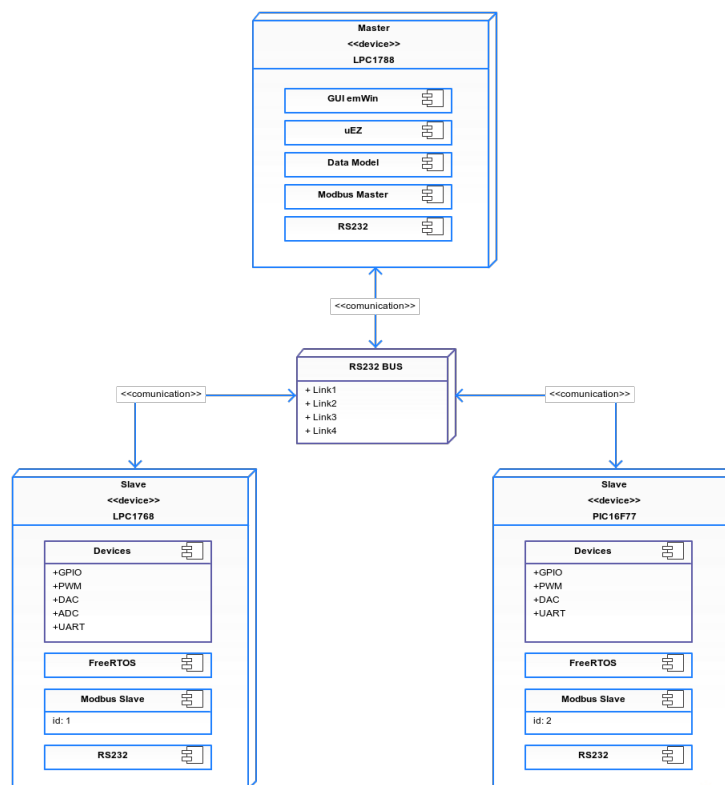 Master
<<device>>
LPC1788
GUI emWin
uEZ
Data Model
Modbus Master
RS232
<<comunication>>
RS232 BUS
+ Link1
+ Link2
+ Link3
+ Link4
<<comunication>>
<<comunication>>
Slave
<<device>>
LPC1768
Devices
+GPIO
+PWM
+DAC
+ADC
+UART
FreeRTOS
Modbus Slave
id: 1
RS232
Slave
<<device>>
PIC16F77
Devices
+GPIO
+PWM
+DAC
+UART
FreeRTOS
Modbus Slave
id: 2
RS232